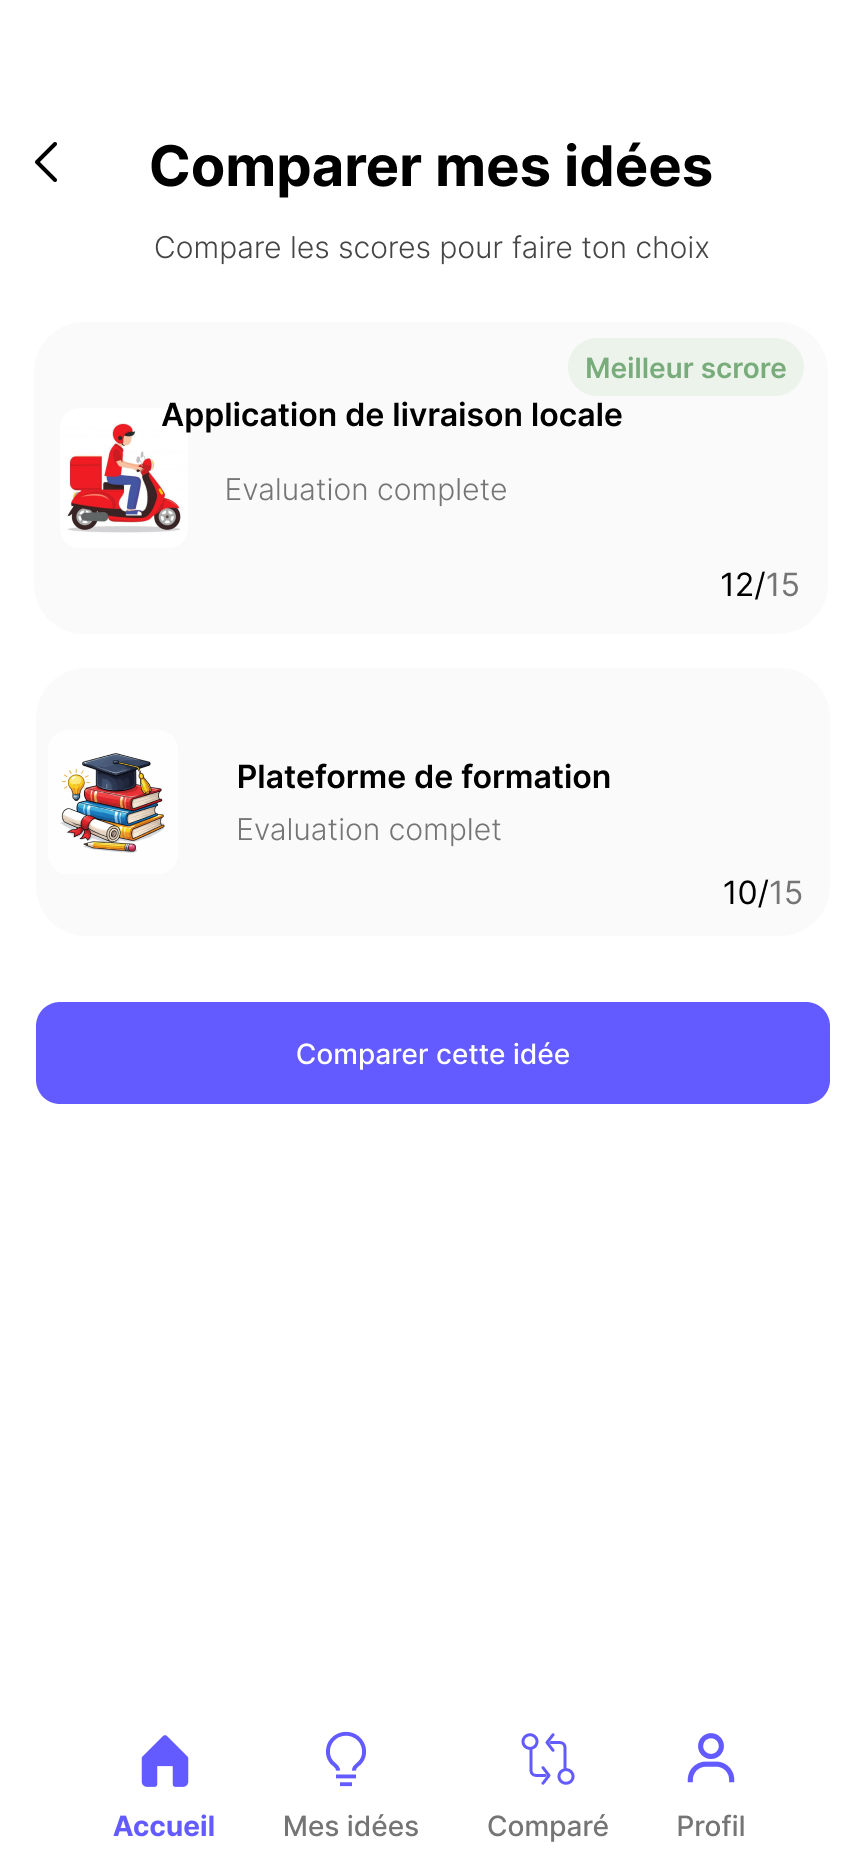 Comparer mes idées
Compare les scores pour faire ton choix
Meilleur scrore
Application de livraison locale
Evaluation complete
12/15
Plateforme de formation
Evaluation complet
10/15
Comparer cette idée
Accueil
Mes idées
Comparé
Profil